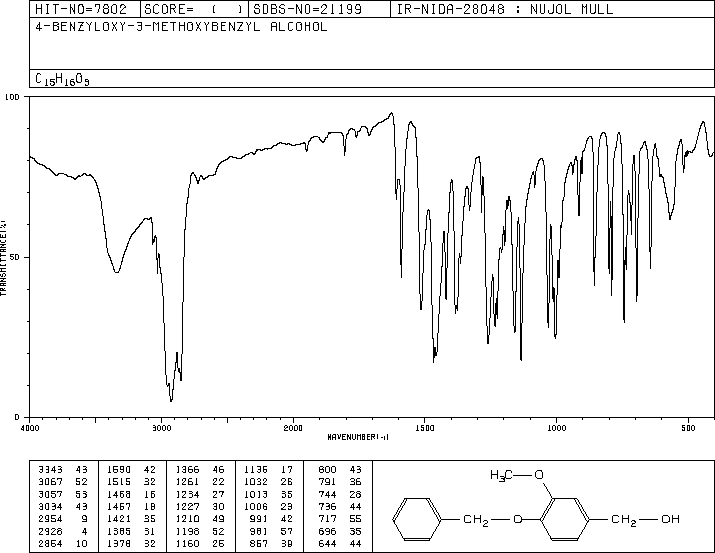 HIT-NO=7802 SCORE= ( ) SDBS-NO=21199 IR-NIDA-28048 : NUJOL MULL
4-BENZYLOXY-3-METHOXYBENZYL ALCOHOL
C15H16O3
100
50
0
TRANSMITTANCE(%)
4000 3000 2000 1500 1000 500
WAVENUMBER(-1)
3343 43 1590 42 1366 46 1136 17 800 43
3067 52 1515 32 1261 22 1032 26 791 36
3057 53 1468 16 1234 27 1013 35 744 28
3034 43 1457 18 1227 30 1006 23 736 44
2954 9 1421 35 1210 49 991 42 717 55
2926 4 1385 31 1198 52 981 57 696 35
2854 10 1378 32 1160 25 857 39 644 44
H3C O
CH2 O CH2 OH